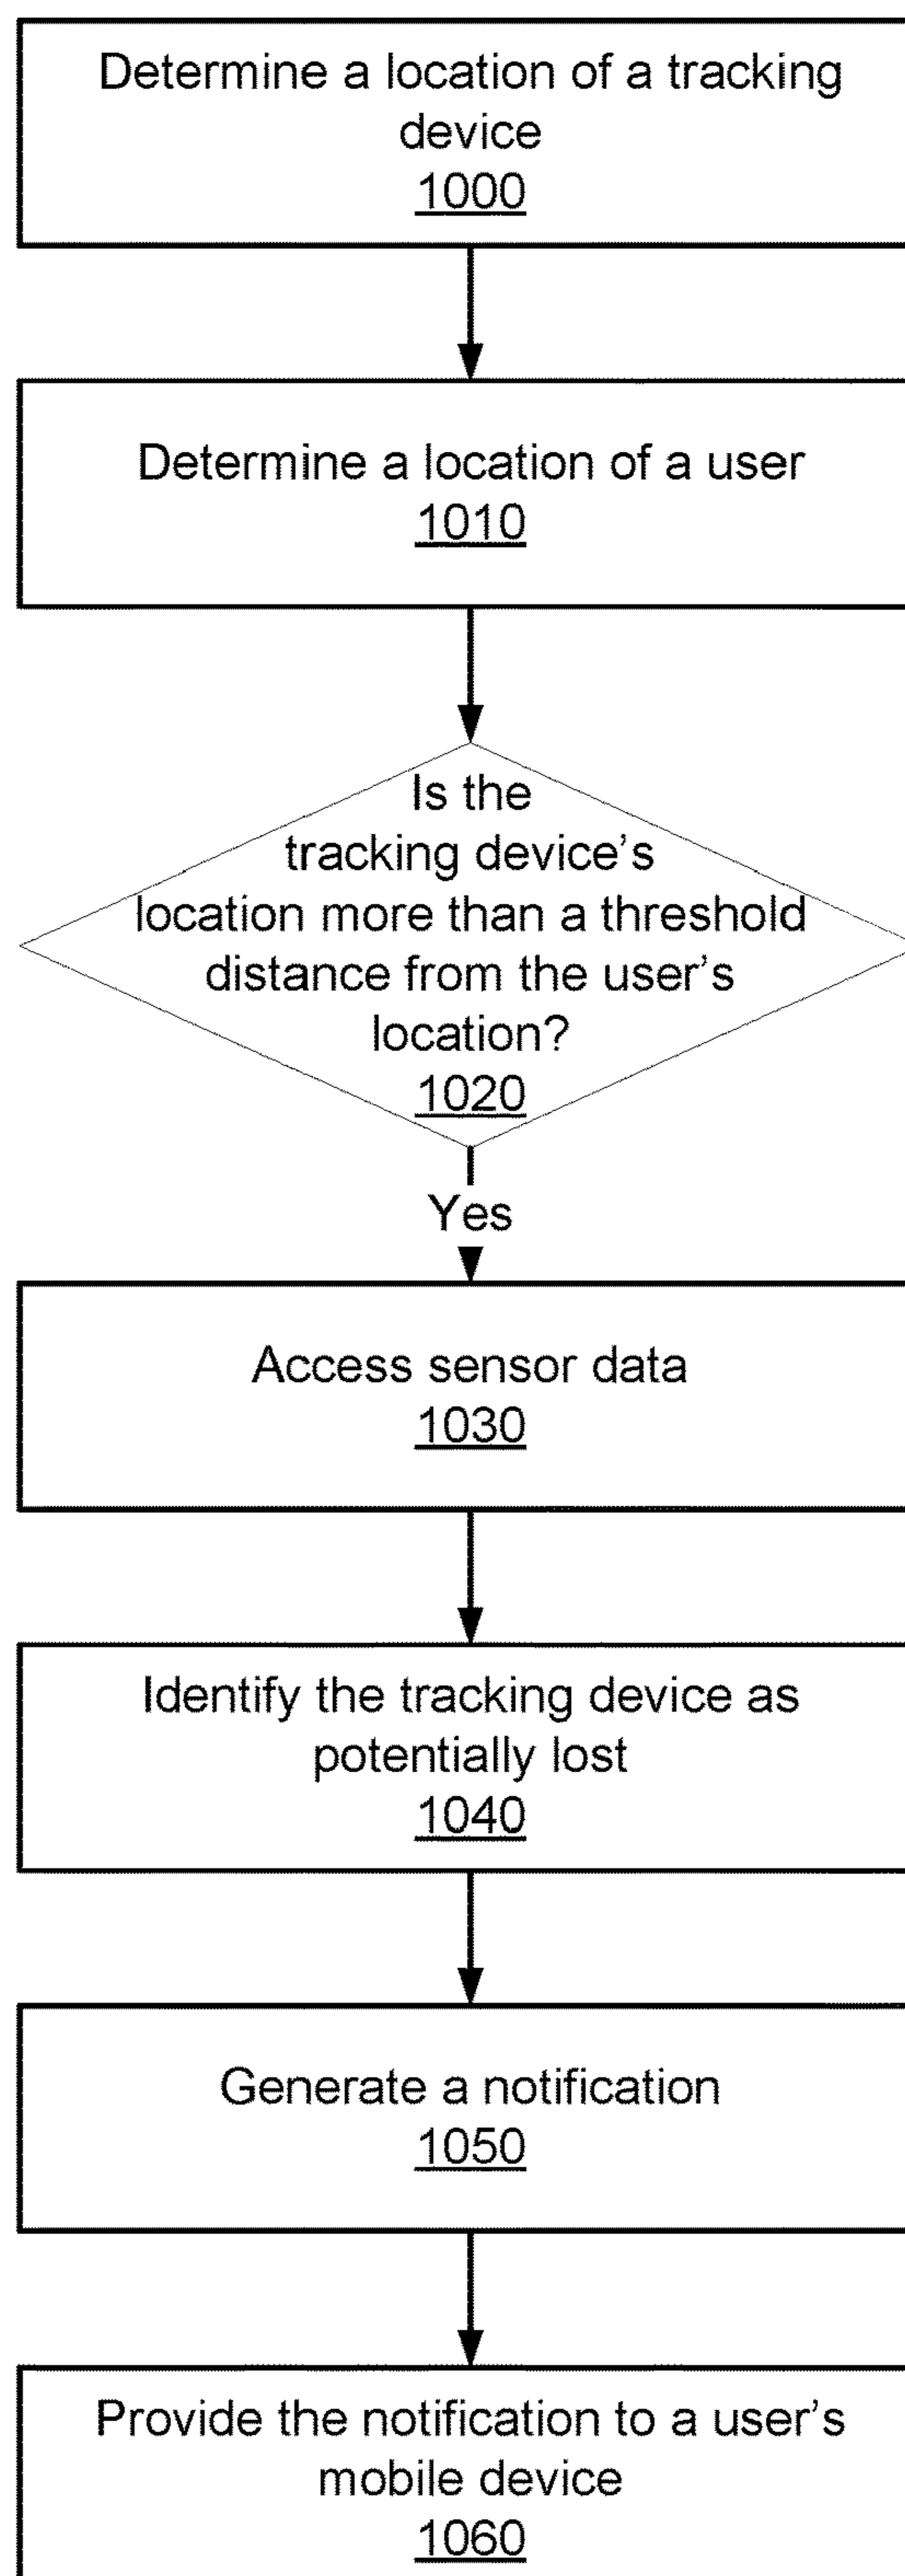 Determine a location of a tracking
device
1000
Determine a location of a user
1010
Is the
tracking device's
location more than a threshold
distance from the user's
location?
1020
Yes
Access sensor data
1030
Identify the tracking device as
potentially lost
1040
Generate a notification
1050
Provide the notification to a user's
mobile device
1060